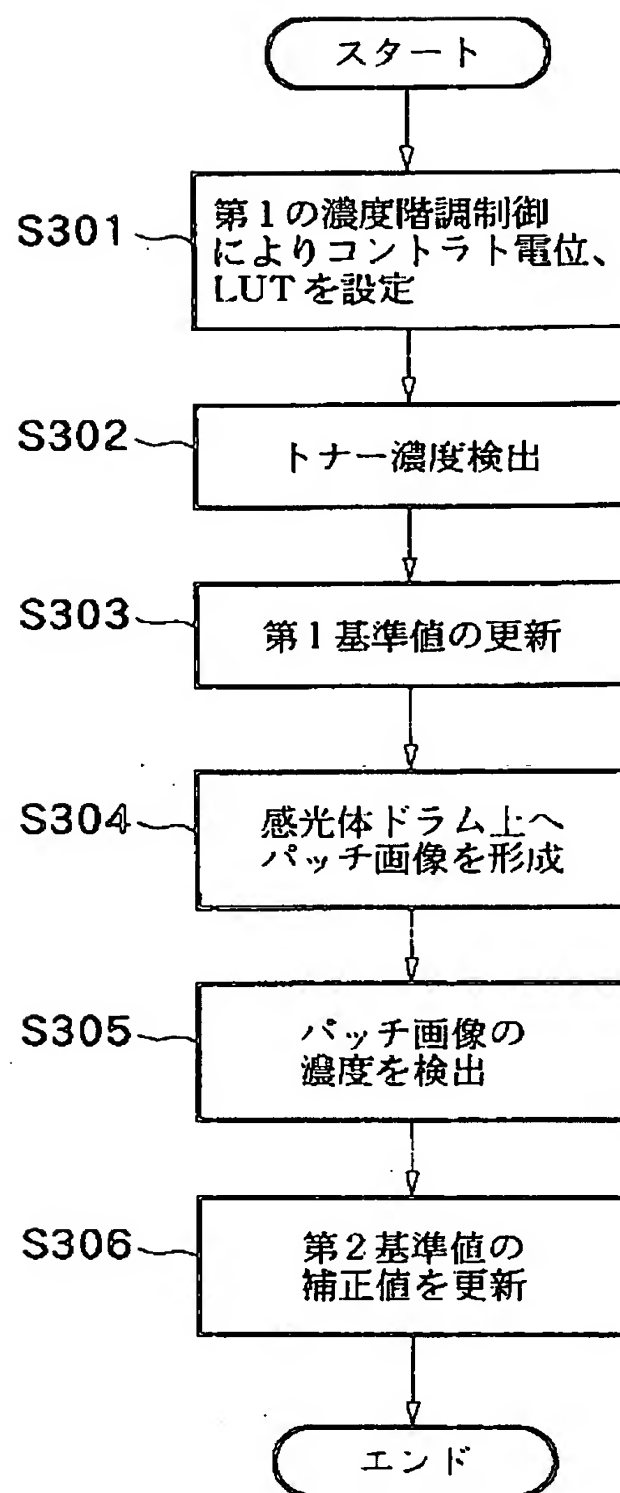 スタート
S301
第1の濃度階調制御
によりコントラト電位、
LUTを設定
S302
トナー濃度検出
S303
第1基準値の更新
S304
感光体ドラム上へ
パッチ画像を形成
S305
パッチ画像の
濃度を検出
S306
第2基準値の
補正値を更新
エンド